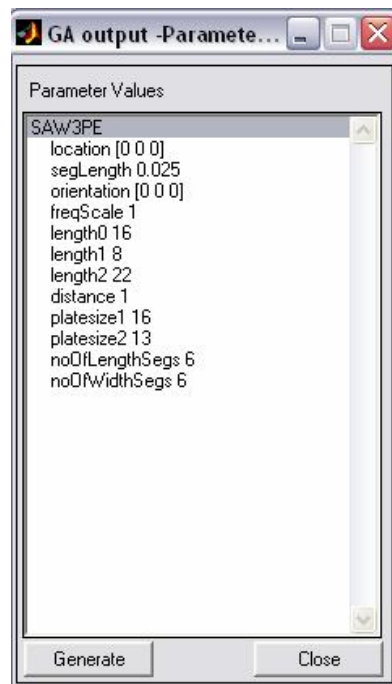 GA output -Paramete...
Parameter Values
SAW3PE
location [0 0 0]
segLength 0.025
orientation [0 0 0]
freqScale 1
length0 16
length1 8
length2 22
distance 1
platesize1 16
platesize2 13
noOfLengthSegs 6
noOfWidthSegs 6
Generate
Close